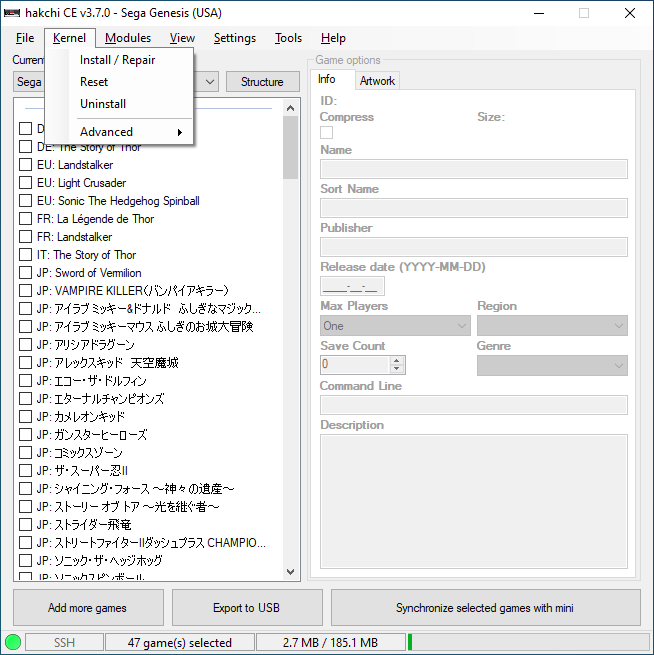 hakchi CE v3.7.0 - Sega Genesis (USA)
File Kernel Modules View Settings Tools Help
Install / Repair
Reset
Uninstall
Advanced
Sega
Structure
DE: The Story of Thor
EU: Landstalker
EU: Light Crusader
EU: Sonic The Hedgehog Spinball
FR: La Légende de Thor
FR: Landstalker
IT: The Story of Thor
JP: Sword of Vermilion
JP: VAMPIRE KILLER(バンパイアキラー)
JP: アイラブ ミッキー&ドナルド ふしぎなマジック...
JP: アイラブ ミッキーマウス ふしぎのお城大冒険
JP: アリシアドラグーン
JP: アレックスキッド 天空魔城
JP: エコー・ザ・ドルフィン
JP: エターナルチャンピオンズ
JP: カメレオンキッド
JP: ガンスターヒーローズ
JP: コミックスゾーン
JP: ザ・スーパー忍II
JP: シャイニング・フォース ～神々の遺産～
JP: ストーリー オブ トア ～光を継ぐ者～
JP: ストライダー飛竜
JP: ストリートファイターIIダッシュプラス CHAMPIO...
JP: ソニック・ザ・ヘッジホッグ
JP: ソニックスピンボール
Game options
Info Artwork
ID:
Compress Size:
Name
Sort Name
Publisher
Release date (YYYY-MM-DD)
____-__-__
Max Players Region
One
Save Count Genre
0
Command Line
Description
Add more games Export to USB Synchronize selected games with mini
SSH 47 game(s) selected 2.7 MB / 185.1 MB